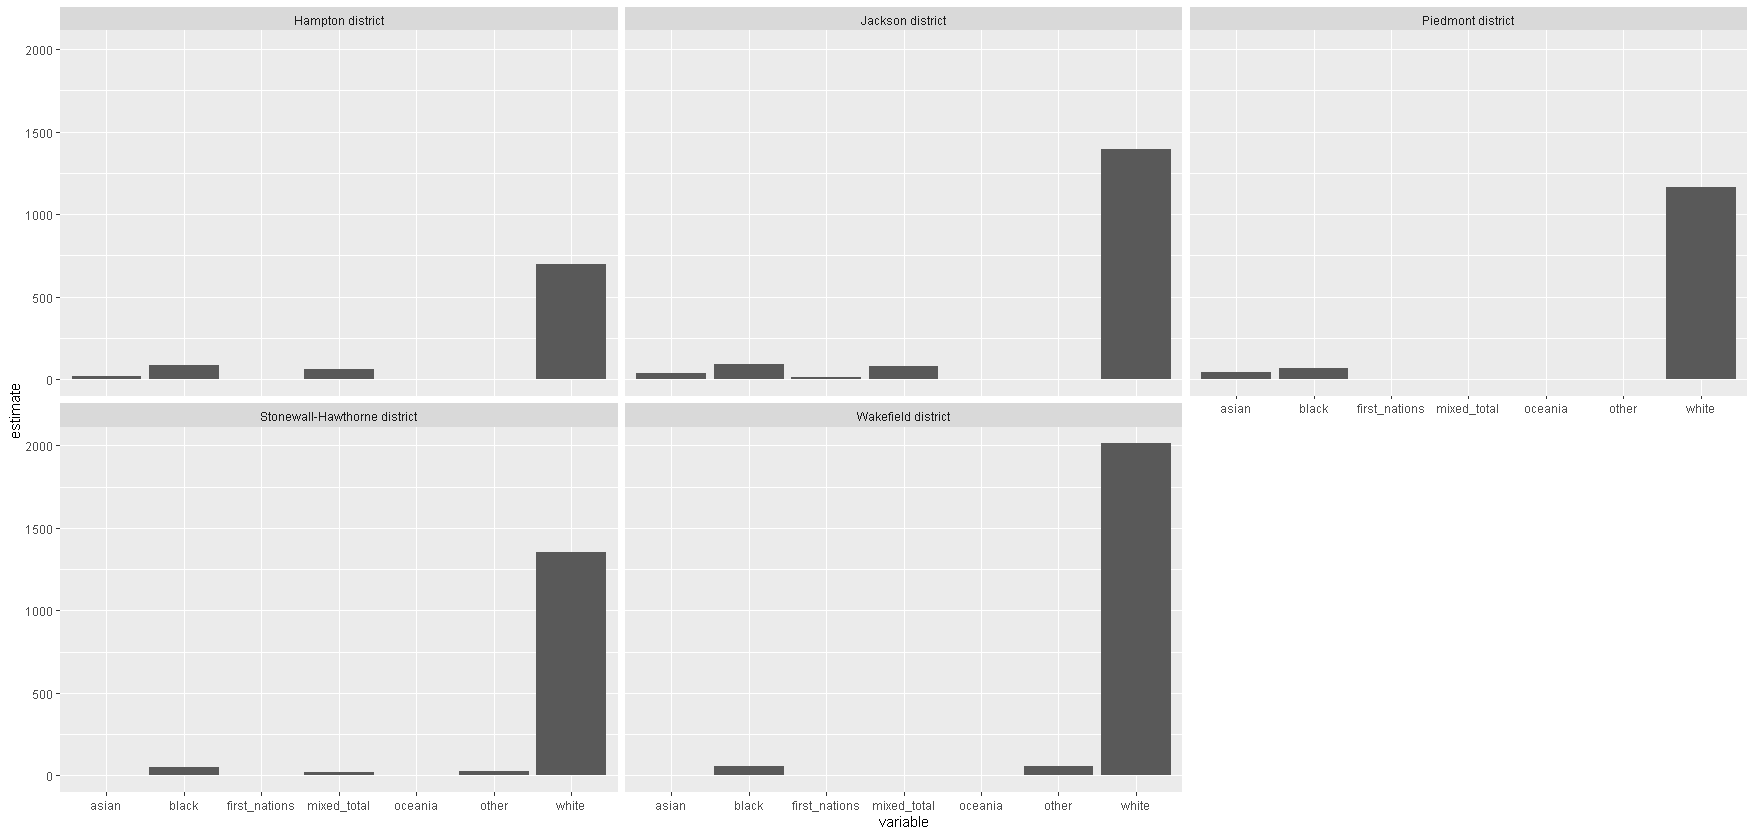 Hampton district
Jackson district
Piedmont district
2000
1500
1000
500
0
asian black first_nations mixed_total oceania other white
estimate
Stonewall-Hawthorne district
Wakefield district
2000
1500
1000
500
0
asian black first_nations mixed_total oceania other white
asian black first_nations mixed_total oceania other white
variable